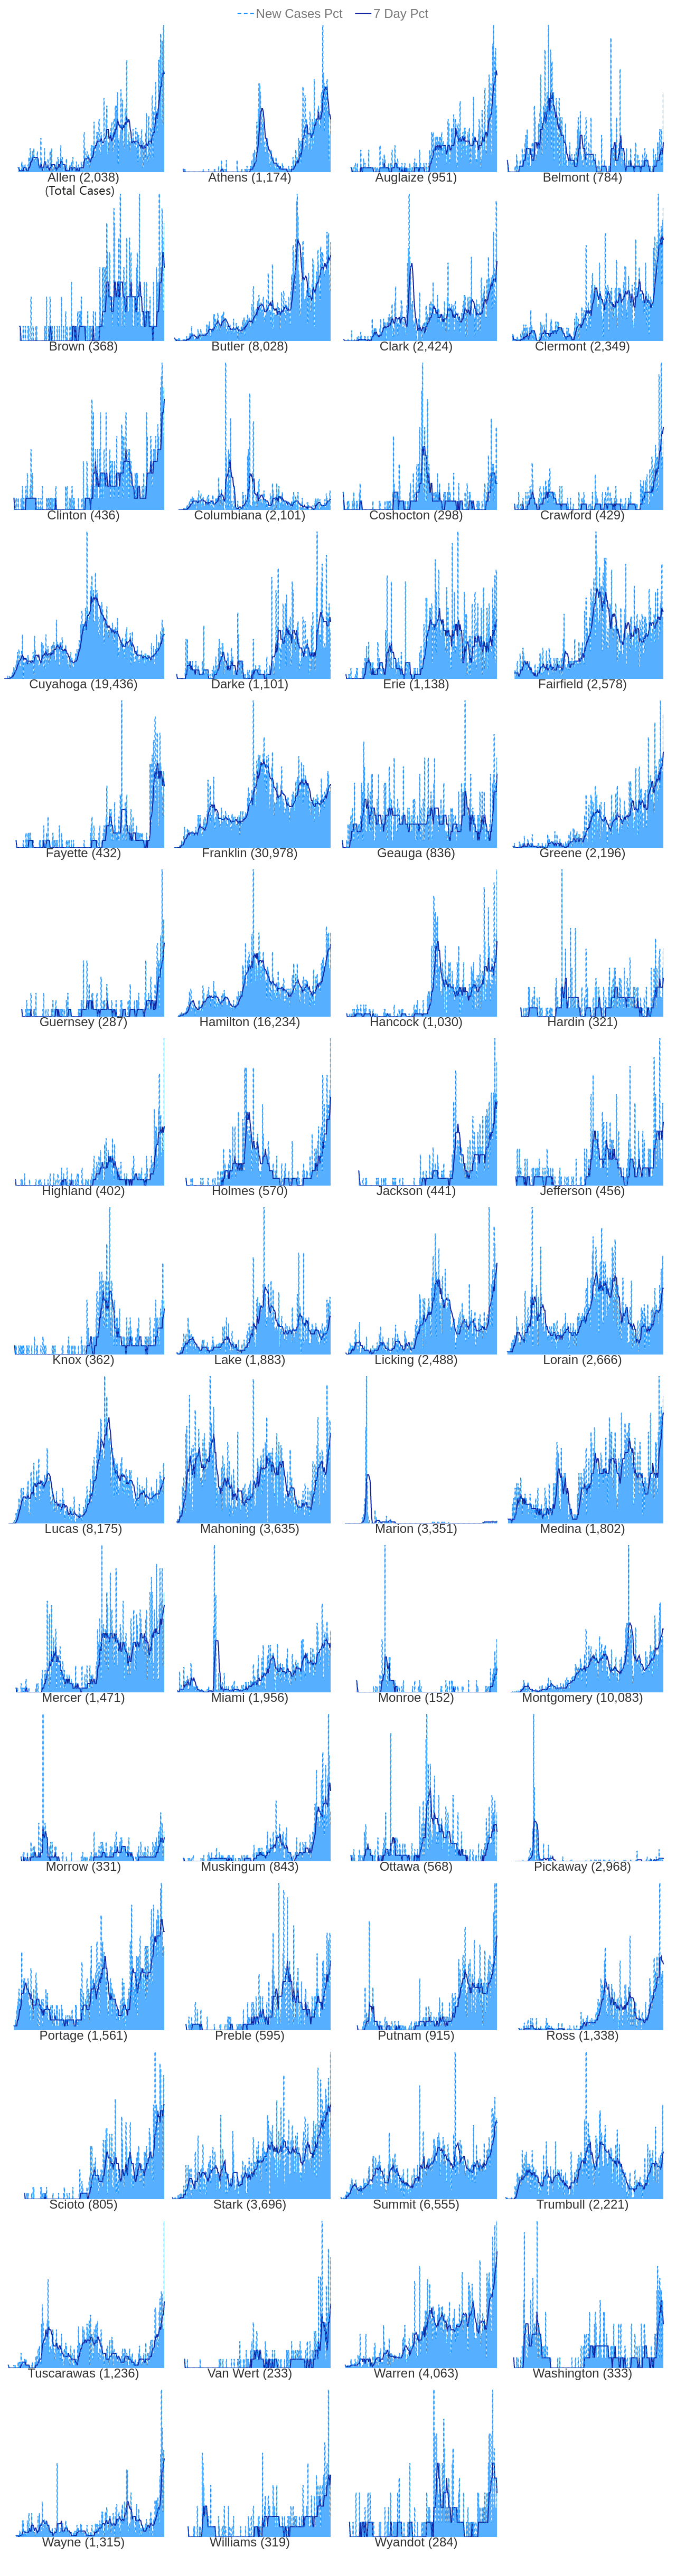 New Cases Pct 7 Day Pct
Allen (2,038) Athens (1,174) Auglaize (951) Belmont (784)
(Total Cases)
Brown (368) Butler (8,028) Clark (2,424) Clermont (2,349)
Clinton (436) Columbiana (2,101) Coshocton (298) Crawford (429)
Cuyahoga (19,436) Darke (1,101) Erie (1,138) Fairfield (2,578)
Fayette (432) Franklin (30,978) Geauga (836) Greene (2,196)
Guernsey (287) Hamilton (16,234) Hancock (1,030) Hardin (321)
Highland (402) Holmes (570) Jackson (441) Jefferson (456)
Knox (362) Lake (1,883) Licking (2,488) Lorain (2,666)
Lucas (8,175) Mahoning (3,635) Marion (3,351) Medina (1,802)
Mercer (1,471) Miami (1,956) Monroe (152) Montgomery (10,083)
Morrow (331) Muskingum (843) Ottawa (568) Pickaway (2,968)
Portage (1,561) Preble (595) Putnam (915) Ross (1,338)
Scioto (805) Stark (3,696) Summit (6,555) Trumbull (2,221)
Tuscarawas (1,236) Van Wert (233) Warren (4,063) Washington (333)
Wayne (1,315) Williams (319) Wyandot (284)